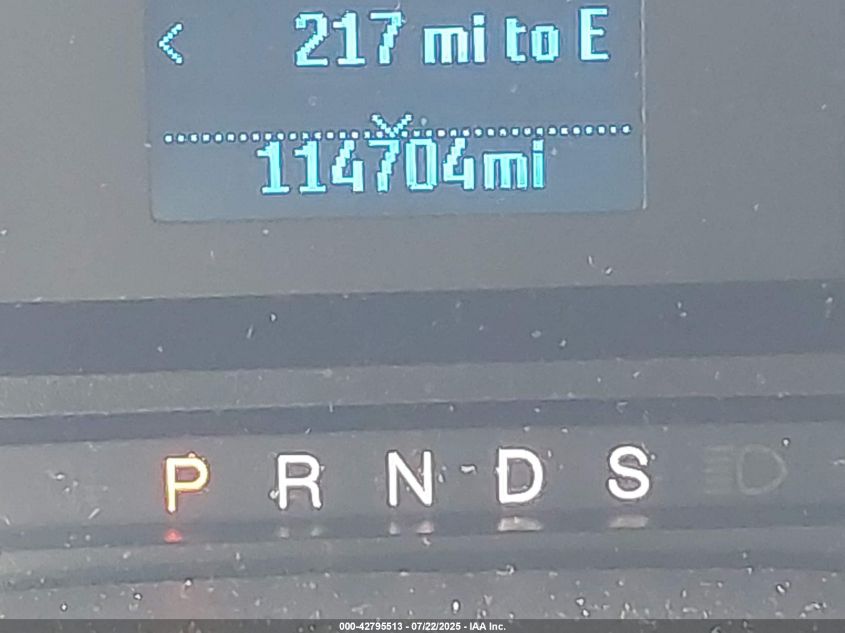 < 217 mi to E
114704mi
P R N D S
000-42795513 - 07/22/2025 - IAA Inc.